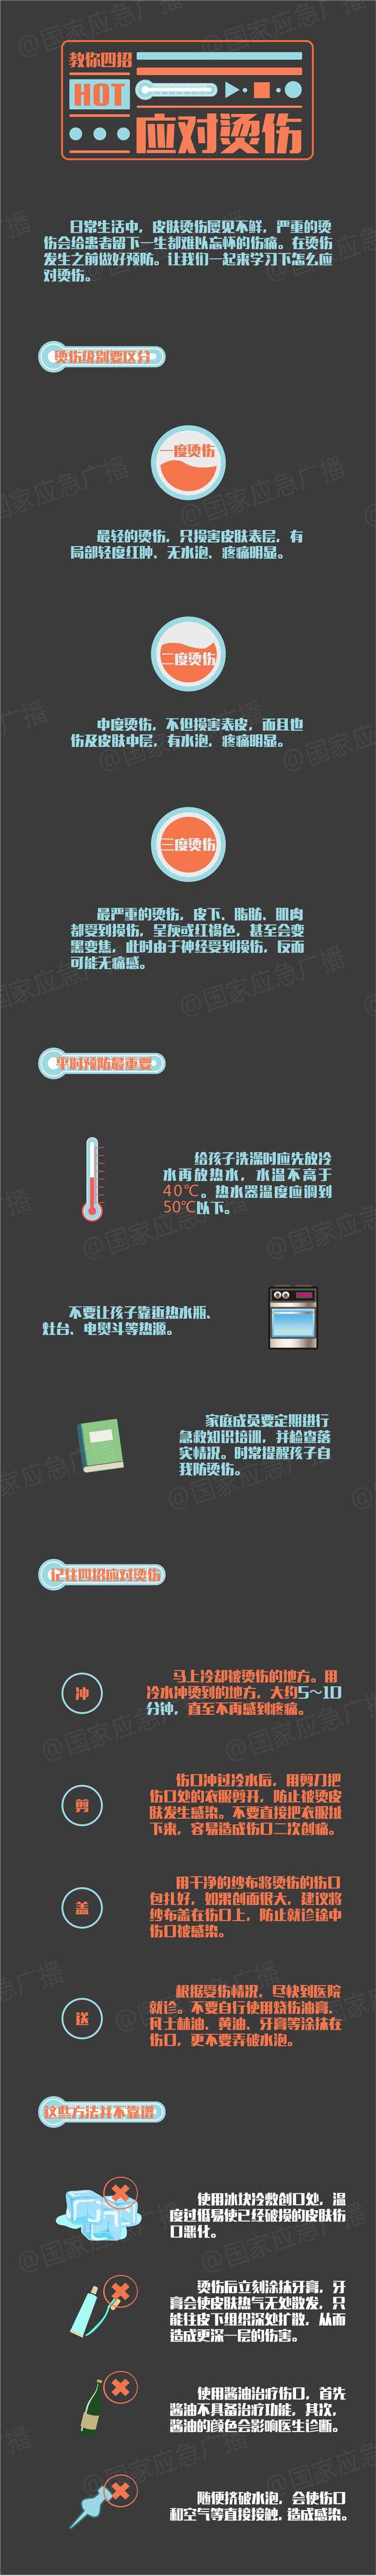 教你四招
HOT
应对烫伤
日常生活中，皮肤烫伤屡见不鲜，严重的烫
伤会给患者留下一生都难以忘怀的伤痛。在烫伤
发生之前做好预防。让我们一起来学习下怎么应
对烫伤。
烫伤级别要区分
一度烫伤
最轻的烫伤，只损害皮肤表层，有
局部轻度红肿、无水泡、疼痛明显。
二度烫伤
中度烫伤，不但损害表皮，而且也
伤及皮肤中层，有水泡，疼痛明显。
三度烫伤
最严重的烫伤，皮下、脂肪、肌肉
都受到损伤，呈灰或红褐色，甚至会变
黑变焦，此时由于神经受到损伤，反而
可能无痛感。
平时预防最重要
给孩子洗澡时应先放冷
水再放热水，水温不高于
40℃。热水器温度应调到
50℃以下。
不要让孩子靠近热水瓶、
灶台、电熨斗等热源。
家庭成员要定期进行
急救知识培训，并检查落
实情况。时常提醒孩子自
我防烫伤。
记住四招应对烫伤
冲
马上冷却被烫伤的地方。用
冷水冲烫到的地方，大约5～10
分钟，直至不再感到疼痛。
剪
伤口冲过冷水后，用剪刀把
伤口处的衣服剪开，防止被烫皮
肤发生感染。不要直接把衣服扯
下来，容易造成伤口二次创痛。
盖
用干净的纱布将烫伤的伤口
包扎好，如果创面很大，建议将
纱布盖在伤口上，防止就诊途中
伤口被感染。
送
根据受伤情况，尽快到医院
就诊。不要自行使用烧伤油膏、
凡士林油、黄油、牙膏等涂抹在
伤口，更不要弄破水泡。
这些方法并不靠谱
使用冰块冷敷创口处，温
度过低易使已经破损的皮肤伤
口恶化。
烫伤后立刻涂抹牙膏，牙
膏会使皮肤热气无处散发，只
能往皮下组织深处扩散，从而
造成更深一层的伤害。
使用酱油治疗伤口，首先
酱油不具备治疗功能，其次，
酱油的颜色会影响医生诊断。
随便挤破水泡，会使伤口
和空气等直接接触，造成感染。
@国家应急广播